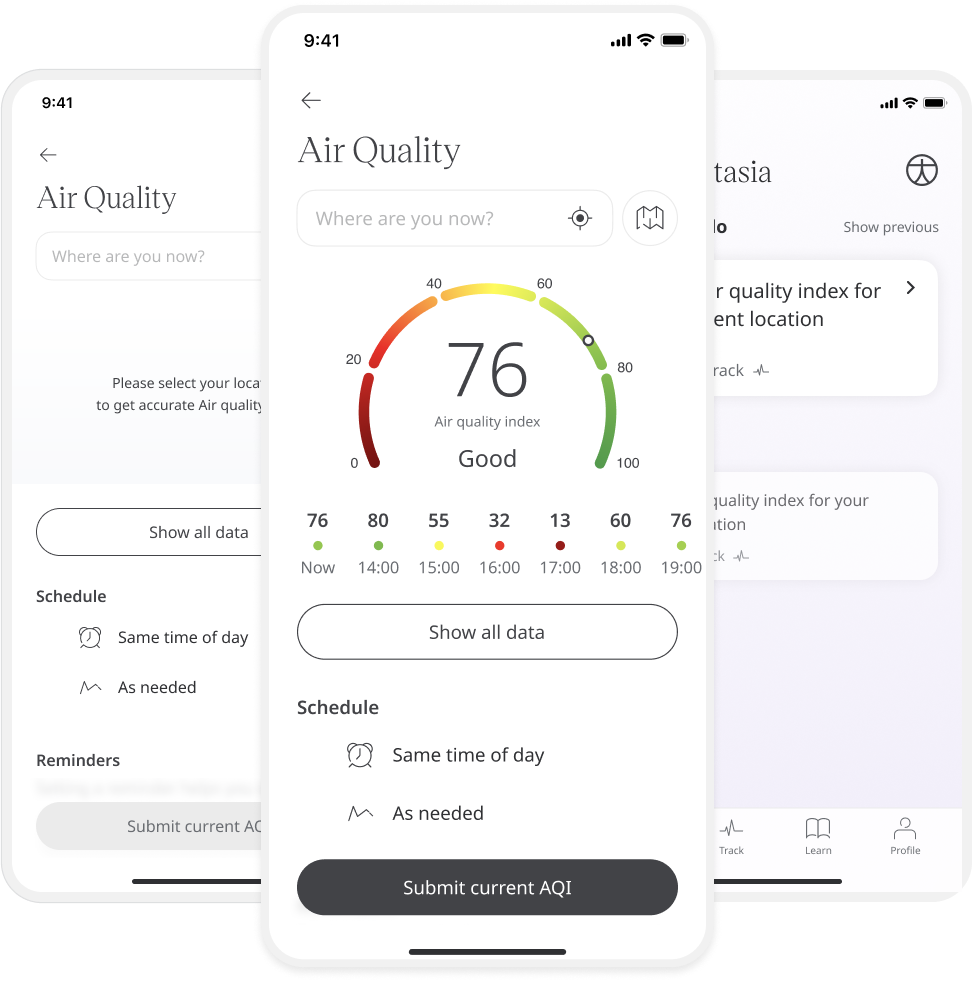 9:41
Air Quality
Where are you now?
Please select your loca
to get accurate Air quality
Show all data
Schedule
Same time of day
As needed
Reminders
Submit current AQ
9:41
Air Quality
Where are you now?
40
60
20
80
76
Air quality index
Good
0
100
76 80 55 32 13 60 76
Now 14:00 15:00 16:00 17:00 18:00 19:00
Show all data
Schedule
Same time of day
As needed
Submit current AQI
tasia
lo
Show previous
r quality index for
ent location
rack
quality index for your
tion
ck
Track
Learn
Profile